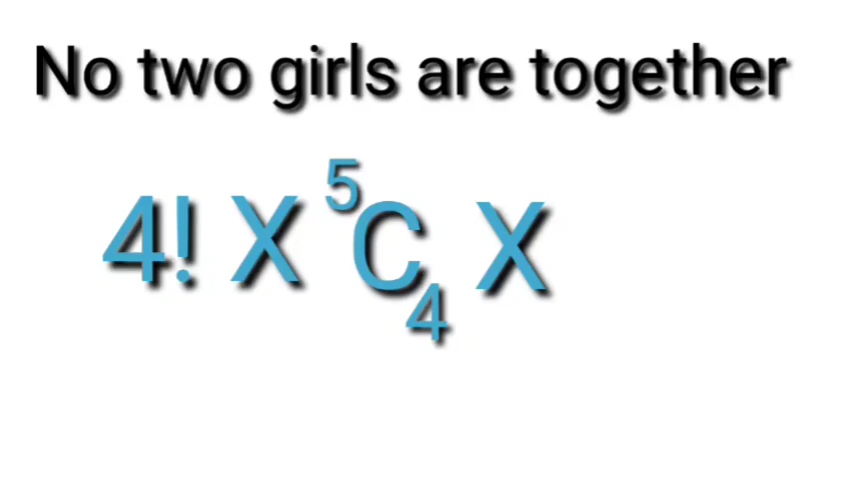 No two girls are together
4! X ⁵C₄ X